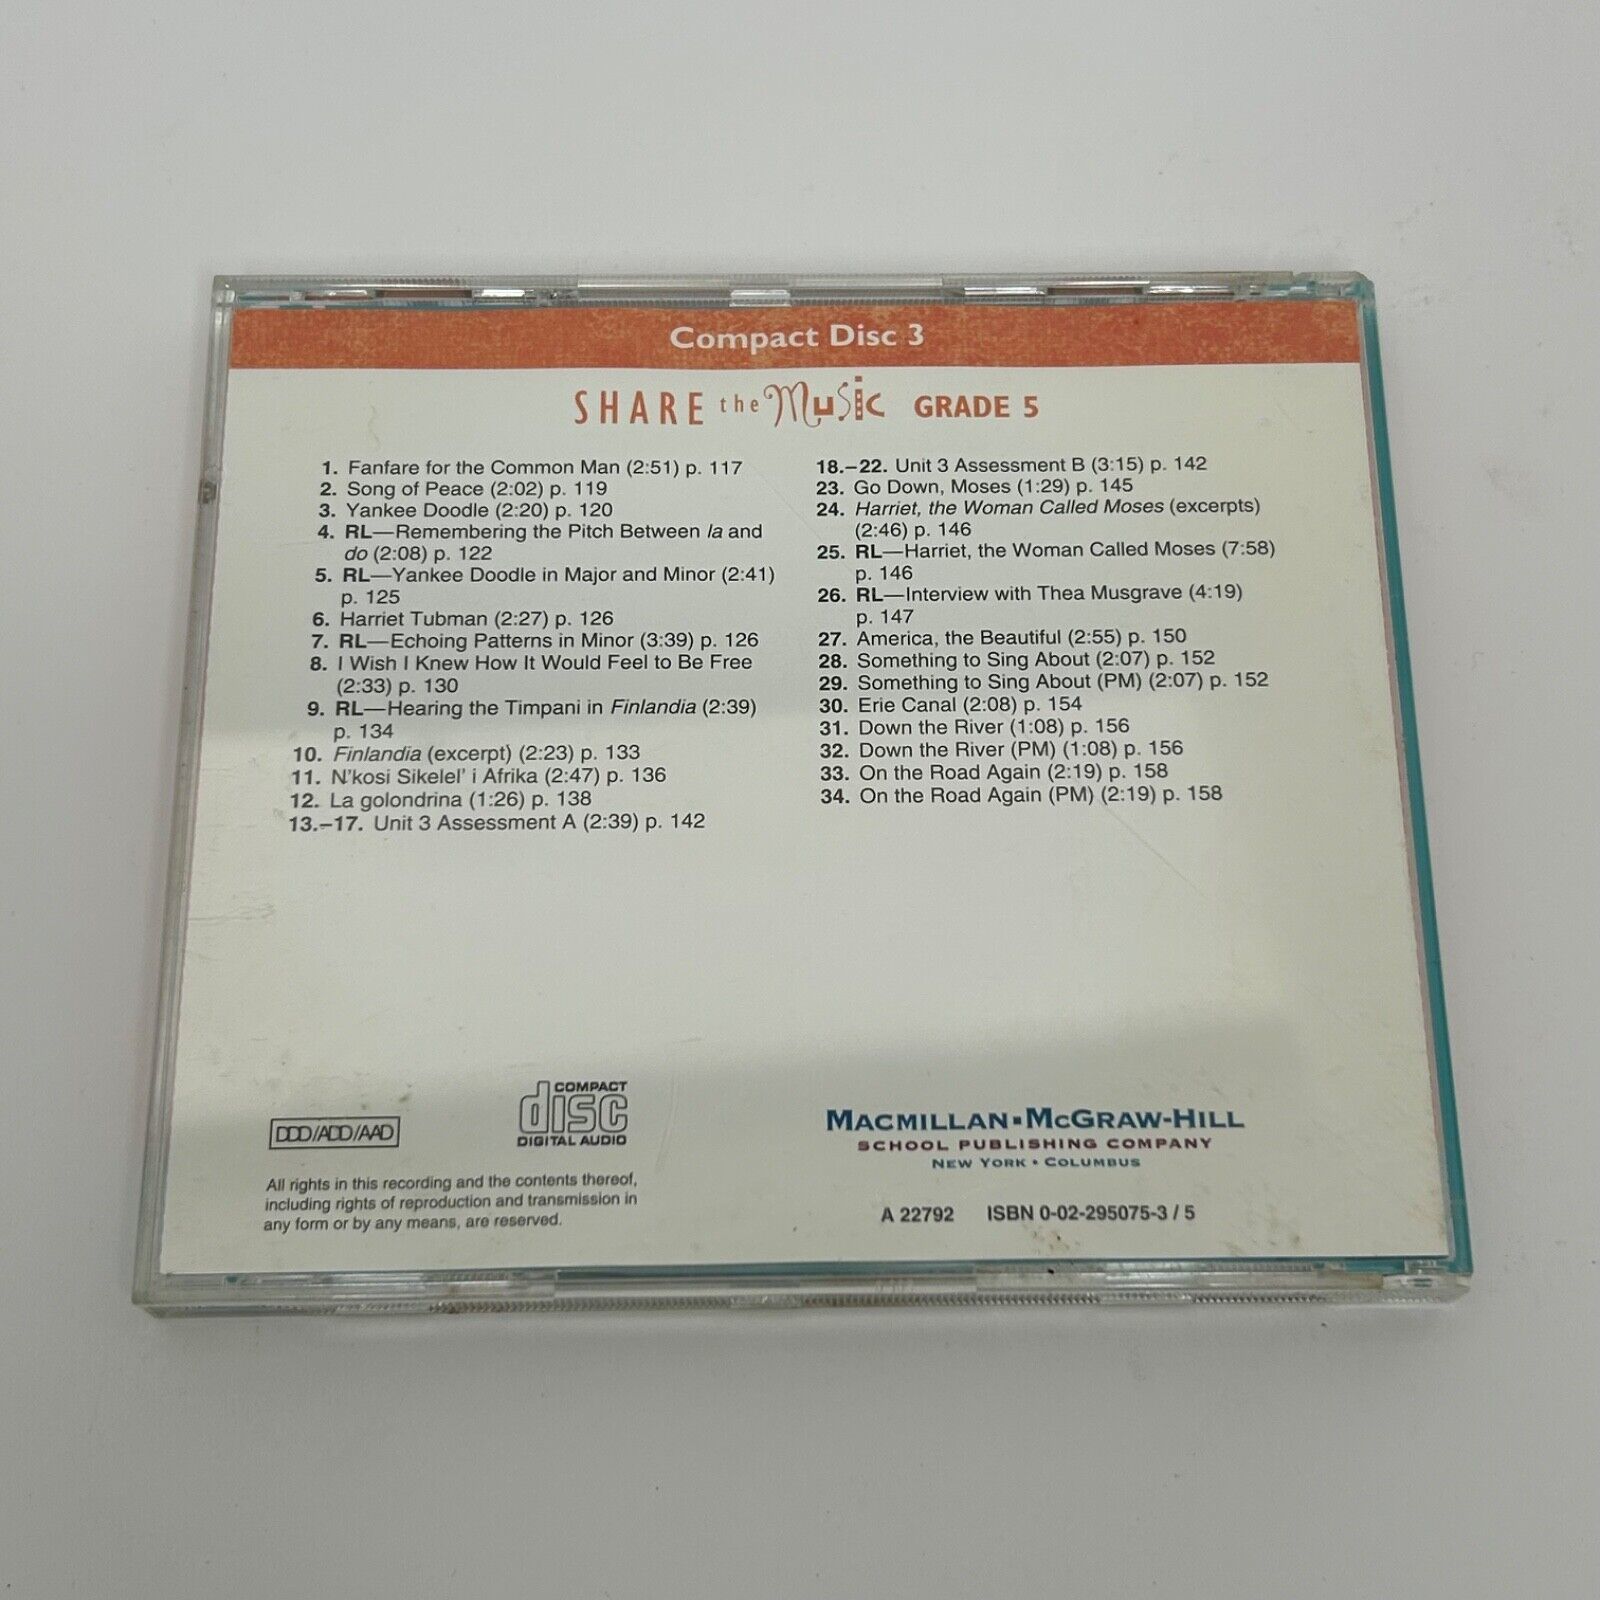 Compact Disc 3
SHARE the Music GRADE 5
1. Fanfare for the Common Man (2:51) p. 117
2. Song of Peace (2:02) p. 119
3. Yankee Doodle (2:20) p. 120
4. RL—Remembering the Pitch Between la and
do (2:08) p. 122
5. RL—Yankee Doodle in Major and Minor (2:41)
p. 125
6. Harriet Tubman (2:27) p. 126
7. RL—Echoing Patterns in Minor (3:39) p. 126
8. I Wish I Knew How It Would Feel to Be Free
(2:33) p. 130
9. RL—Hearing the Timpani in Finlandia (2:39)
p. 134
10. Finlandia (excerpt) (2:23) p. 133
11. N'kosi Sikelel' i Afrika (2:47) p. 136
12. La golondrina (1:26) p. 138
13.–17. Unit 3 Assessment A (2:39) p. 142
18.–22. Unit 3 Assessment B (3:15) p. 142
23. Go Down, Moses (1:29) p. 145
24. Harriet, the Woman Called Moses (excerpts)
(2:46) p. 146
25. RL—Harriet, the Woman Called Moses (7:58)
p. 146
26. RL—Interview with Thea Musgrave (4:19)
p. 147
27. America, the Beautiful (2:55) p. 150
28. Something to Sing About (2:07) p. 152
29. Something to Sing About (PM) (2:07) p. 152
30. Erie Canal (2:08) p. 154
31. Down the River (1:08) p. 156
32. Down the River (PM) (1:08) p. 156
33. On the Road Again (2:19) p. 158
34. On the Road Again (PM) (2:19) p. 158
DDD/ADD/AAD
COMPACT
disc
DIGITAL AUDIO
All rights in this recording and the contents thereof,
including rights of reproduction and transmission in
any form or by any means, are reserved.
MACMILLAN▪MCGRAW-HILL
SCHOOL PUBLISHING COMPANY
NEW YORK • COLUMBUS
A 22792 ISBN 0-02-295075-3 / 5